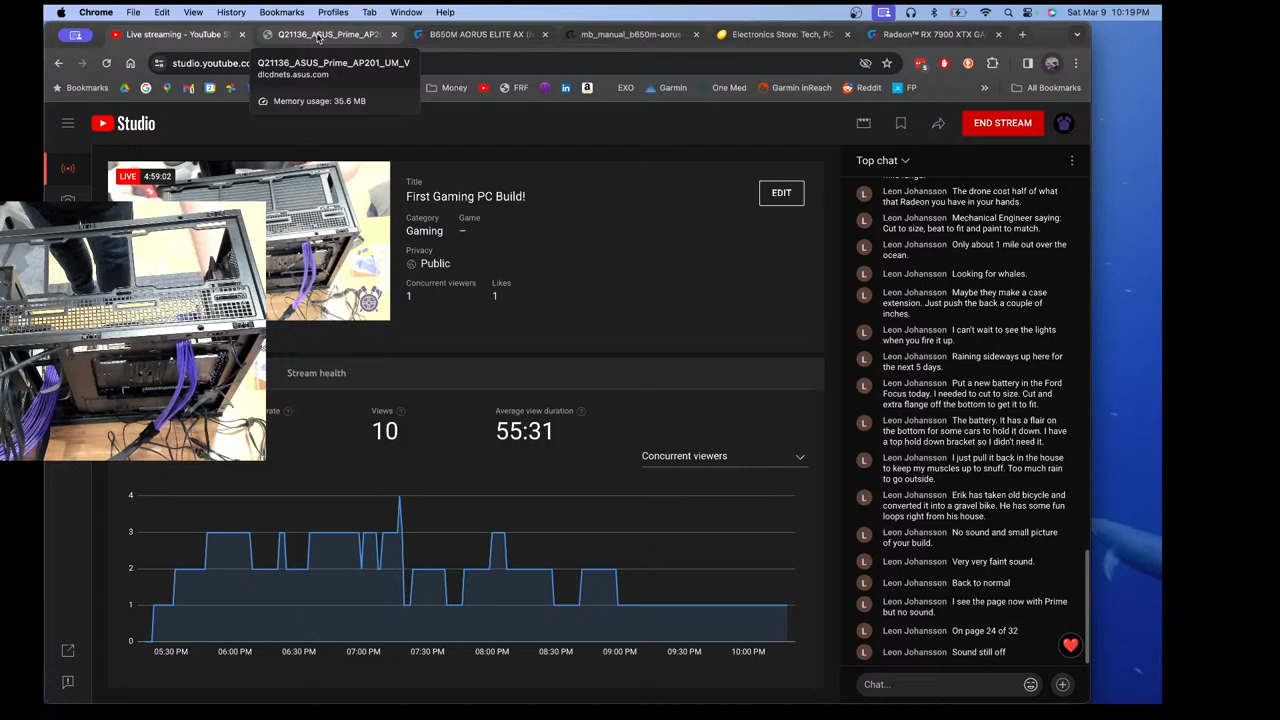 Chrome File Edit View History Bookmarks Profiles Tab Window Help Sat Mar 9 10:19 PM
Live streaming - YouTube S Q21136_ASUS_Prime_AP20 B650M AORUS ELITE AX (r mb_manual_b650m-aorus- Electronics Store: Tech, PC Radeon™ RX 7900 XTX GA
studio.youtube.co
Q21136_ASUS_Prime_AP201_UM_V
dlcdnets.asus.com
Memory usage: 35.6 MB
Bookmarks Money FRF EXO Garmin One Med Garmin inReach Reddit FP All Bookmarks
Studio
END STREAM
LIVE 4:59:02
Title
First Gaming PC Build!
EDIT
Category Game
Gaming –
Privacy
Public
Concurrent viewers Likes
1 1
Stream health
rate Views Average view duration
10 55:31
Concurrent viewers
4
3
2
1
0
05:30 PM 06:00 PM 06:30 PM 07:00 PM 07:30 PM 08:00 PM 08:30 PM 09:00 PM 09:30 PM 10:00 PM
Top chat
L Leon Johansson The drone cost half of what
that Radeon you have in your hands.
L Leon Johansson Mechanical Engineer saying:
Cut to size, beat to fit and paint to match.
L Leon Johansson Only about 1 mile out over the
ocean.
L Leon Johansson Looking for whales.
L Leon Johansson Maybe they make a case
extension. Just push the back a couple of
inches.
L Leon Johansson I can't wait to see the lights
when you fire it up.
L Leon Johansson Raining sideways up here for
the next 5 days.
L Leon Johansson Put a new battery in the Ford
Focus today. I needed to cut to size. Cut and
extra flange off the bottom to get it to fit.
L Leon Johansson The battery. It has a flair on
the bottom for some cars to hold it down. I have
a top hold down bracket so I didn't need it.
L Leon Johansson I just pull it back in the house
to keep my muscles up to snuff. Too much rain
to go outside.
L Leon Johansson Erik has taken old bicycle and
converted it into a gravel bike. He has some fun
loops right from his house.
L Leon Johansson No sound and small picture
of your build.
L Leon Johansson Very very faint sound.
L Leon Johansson Back to normal
L Leon Johansson I see the page now with Prime
but no sound.
L Leon Johansson On page 24 of 32
L Leon Johansson Sound still off
Chat...